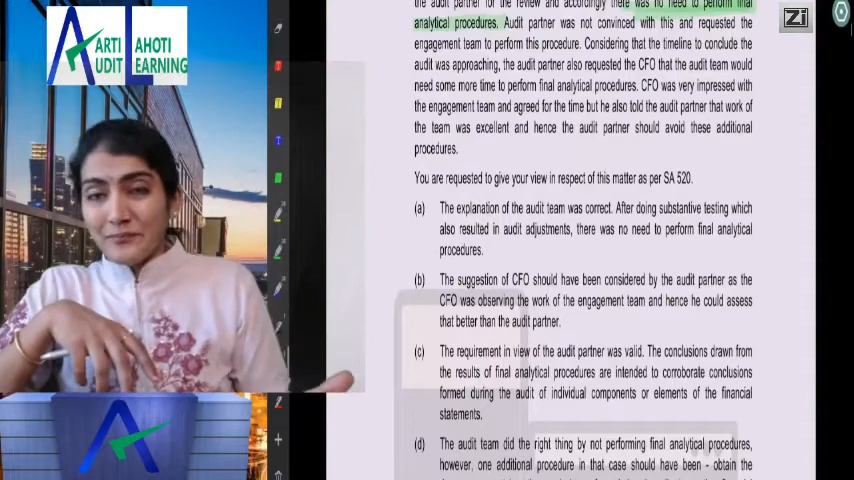 ARTI LAHOTI
AUDIT LEARNING
Zi
the audit partner for the review and accordingly there was no need to perform final
analytical procedures. Audit partner was not convinced with this and requested the
engagement team to perform this procedure. Considering that the timeline to conclude the
audit was approaching, the audit partner also requested the CFO that the audit team would
need some more time to perform final analytical procedures. CFO was very impressed with
the engagement team and agreed for the time but he also told the audit partner that work of
the team was excellent and hence the audit partner should avoid these additional
procedures.
You are requested to give your view in respect of this matter as per SA 520.
(a) The explanation of the audit team was correct. After doing substantive testing which
also resulted in audit adjustments, there was no need to perform final analytical
procedures.
(b) The suggestion of CFO should have been considered by the audit partner as the
CFO was observing the work of the engagement team and hence he could assess
that better than the audit partner.
(c) The requirement in view of the audit partner was valid. The conclusions drawn from
the results of final analytical procedures are intended to corroborate conclusions
formed during the audit of individual components or elements of the financial
statements.
(d) The audit team did the right thing by not performing final analytical procedures,
however, one additional procedure in that case should have been - obtain the